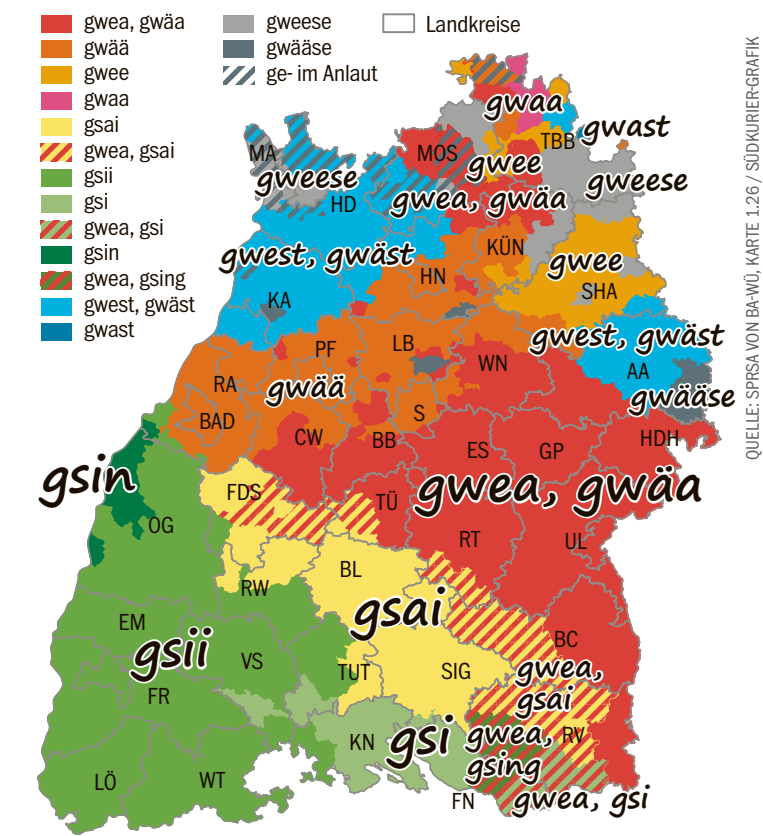 gwea, gwäa
gwää
gwee
gwaa
gsai
gwea, gsai
gsii
gsi
gwea, gsi
gsin
gwea, gsing
gwest, gwäst
gwast
gweese
gwääse
ge- im Anlaut
Landkreise
QUELLE: SPRSA VON BA-WÜ, KARTE 1.26 / SÜDKURIER-GRAFIK
gwaa
gwast
TBB
MA
MOS
gwee
gweese
gweese
HD
gwea, gwäa
KÜN
gwest, gwäst
gwee
HN
SHA
KA
gwest, gwäst
PF
LB
WN
AA
RA
gwää
gwääse
BAD
S
CW
BB
ES
GP
HDH
gsin
FDS
gwea, gwäa
TÜ
OG
RT
UL
BL
RW
gsai
EM
gsii
BC
VS
TUT
SIG
gwea,
gsai
FR
gsi
gwea,
gsing
RV
KN
LÖ
WT
FN
gwea, gsi